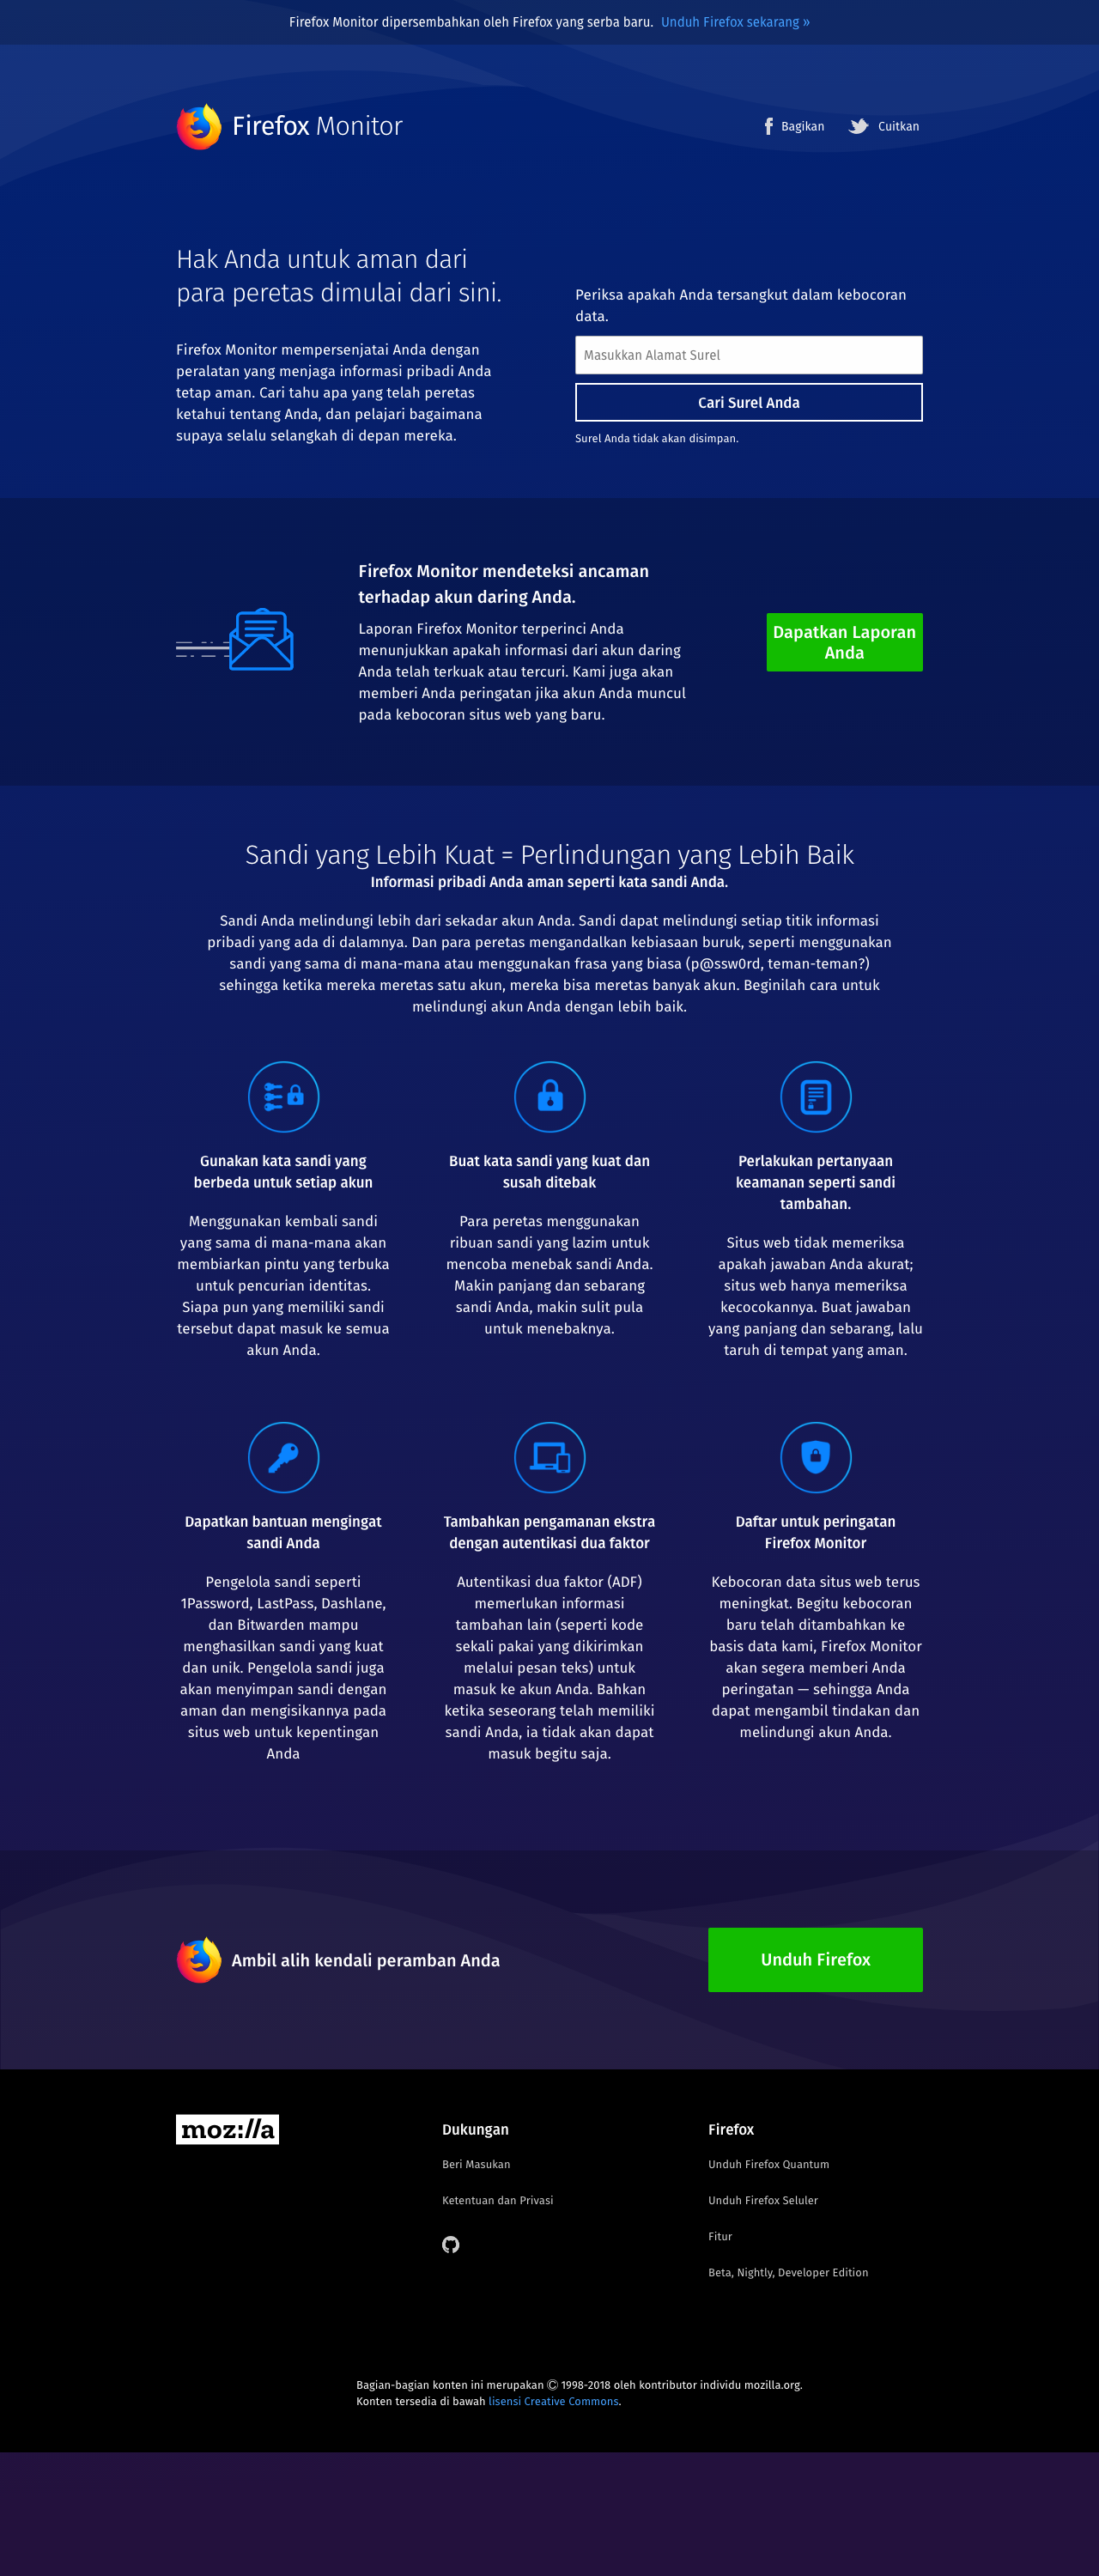 Firefox Monitor dipersembahkan oleh Firefox yang serba baru. Unduh Firefox sekarang »
Firefox Monitor
Bagikan
Cuitkan
Hak Anda untuk aman dari
para peretas dimulai dari sini.
Firefox Monitor mempersenjatai Anda dengan
peralatan yang menjaga informasi pribadi Anda
tetap aman. Cari tahu apa yang telah peretas
ketahui tentang Anda, dan pelajari bagaimana
supaya selalu selangkah di depan mereka.
Periksa apakah Anda tersangkut dalam kebocoran
data.
Masukkan Alamat Surel
Cari Surel Anda
Surel Anda tidak akan disimpan.
Firefox Monitor mendeteksi ancaman
terhadap akun daring Anda.
Laporan Firefox Monitor terperinci Anda
menunjukkan apakah informasi dari akun daring
Anda telah terkuak atau tercuri. Kami juga akan
memberi Anda peringatan jika akun Anda muncul
pada kebocoran situs web yang baru.
Dapatkan Laporan
Anda
Sandi yang Lebih Kuat = Perlindungan yang Lebih Baik
Informasi pribadi Anda aman seperti kata sandi Anda.
Sandi Anda melindungi lebih dari sekadar akun Anda. Sandi dapat melindungi setiap titik informasi
pribadi yang ada di dalamnya. Dan para peretas mengandalkan kebiasaan buruk, seperti menggunakan
sandi yang sama di mana-mana atau menggunakan frasa yang biasa (p@ssw0rd, teman-teman?)
sehingga ketika mereka meretas satu akun, mereka bisa meretas banyak akun. Beginilah cara untuk
melindungi akun Anda dengan lebih baik.
Gunakan kata sandi yang
berbeda untuk setiap akun
Menggunakan kembali sandi
yang sama di mana-mana akan
membiarkan pintu yang terbuka
untuk pencurian identitas.
Siapa pun yang memiliki sandi
tersebut dapat masuk ke semua
akun Anda.
Buat kata sandi yang kuat dan
susah ditebak
Para peretas menggunakan
ribuan sandi yang lazim untuk
mencoba menebak sandi Anda.
Makin panjang dan sebarang
sandi Anda, makin sulit pula
untuk menebaknya.
Perlakukan pertanyaan
keamanan seperti sandi
tambahan.
Situs web tidak memeriksa
apakah jawaban Anda akurat;
situs web hanya memeriksa
kecocokannya. Buat jawaban
yang panjang dan sebarang, lalu
taruh di tempat yang aman.
Dapatkan bantuan mengingat
sandi Anda
Pengelola sandi seperti
1Password, LastPass, Dashlane,
dan Bitwarden mampu
menghasilkan sandi yang kuat
dan unik. Pengelola sandi juga
akan menyimpan sandi dengan
aman dan mengisikannya pada
situs web untuk kepentingan
Anda
Tambahkan pengamanan ekstra
dengan autentikasi dua faktor
Autentikasi dua faktor (ADF)
memerlukan informasi
tambahan lain (seperti kode
sekali pakai yang dikirimkan
melalui pesan teks) untuk
masuk ke akun Anda. Bahkan
ketika seseorang telah memiliki
sandi Anda, ia tidak akan dapat
masuk begitu saja.
Daftar untuk peringatan
Firefox Monitor
Kebocoran data situs web terus
meningkat. Begitu kebocoran
baru telah ditambahkan ke
basis data kami, Firefox Monitor
akan segera memberi Anda
peringatan — sehingga Anda
dapat mengambil tindakan dan
melindungi akun Anda.
Ambil alih kendali peramban Anda
Unduh Firefox
moz://a
Dukungan
Beri Masukan
Ketentuan dan Privasi
Firefox
Unduh Firefox Quantum
Unduh Firefox Seluler
Fitur
Beta, Nightly, Developer Edition
Bagian-bagian konten ini merupakan © 1998-2018 oleh kontributor individu mozilla.org.
Konten tersedia di bawah lisensi Creative Commons.